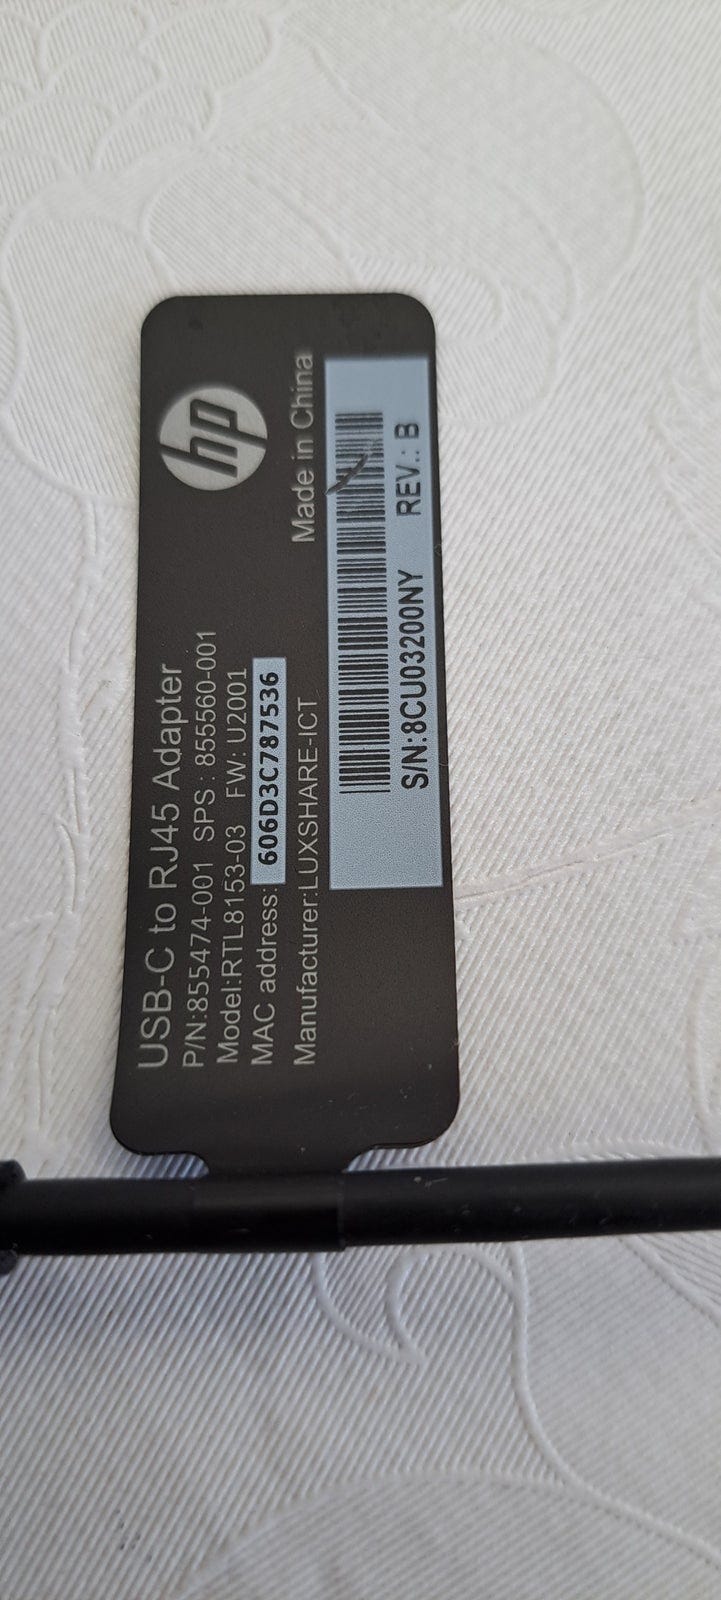 USB-C to RJ45 Adapter
P/N:855474-001 SPS : 855560-001
Model:RTL8153-03 FW: U2001
MAC address: 606D3C787536
Manufacturer:LUXSHARE-ICT
Made in China
hp
S/N:8CU03200NY REV.: B